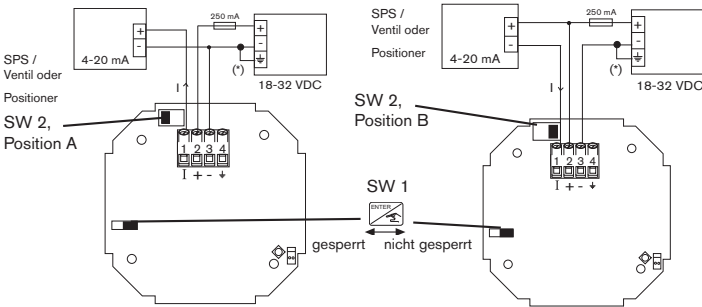 250 mA
+
-
4-20 mA
+
-
(*)
18-32 VDC
SPS /
Ventil oder
Positioner
I
SW 2,
Position A
1 2 3 4
I + -
250 mA
+
-
4-20 mA
+
-
(*)
18-32 VDC
SPS /
Ventil oder
Positioner
I
SW 2,
Position B
1 2 3 4
I + -
SW 1
ENTER
gesperrt nicht gesperrt